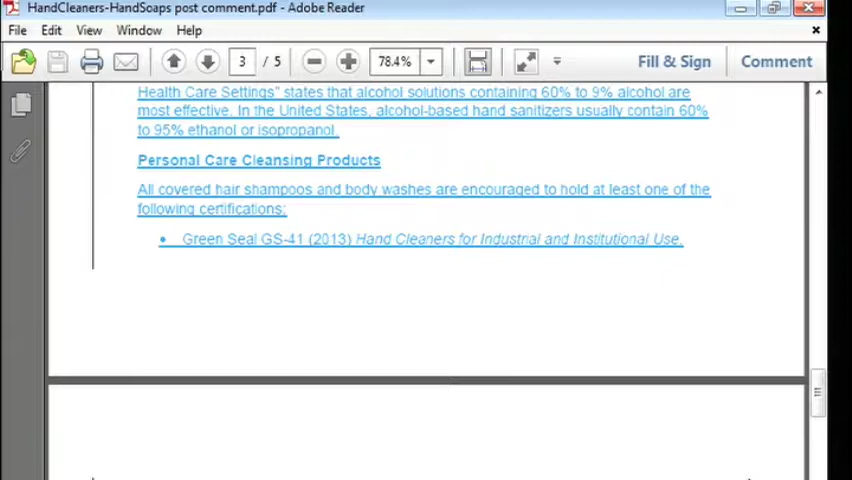 HandCleaners-HandSoaps post comment.pdf - Adobe Reader
File Edit View Window Help
3 / 5 78.4% Fill & Sign Comment
Health Care Settings" states that alcohol solutions containing 60% to 9% alcohol are
most effective. In the United States, alcohol-based hand sanitizers usually contain 60%
to 95% ethanol or isopropanol.
Personal Care Cleansing Products
All covered hair shampoos and body washes are encouraged to hold at least one of the
following certifications:
• Green Seal GS-41 (2013) Hand Cleaners for Industrial and Institutional Use.